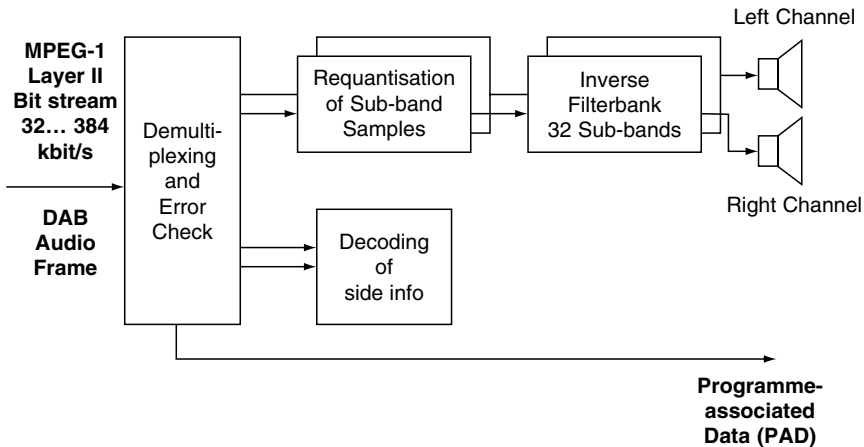 MPEG-1
Layer II
Bit stream
32... 384
kbit/s
DAB
Audio
Frame
Demulti-
plexing
and
Error
Check
Requantisation
of Sub-band
Samples
Inverse
Filterbank
32 Sub-bands
Left Channel
Right Channel
Decoding
of
side info
Programme-
associated
Data (PAD)